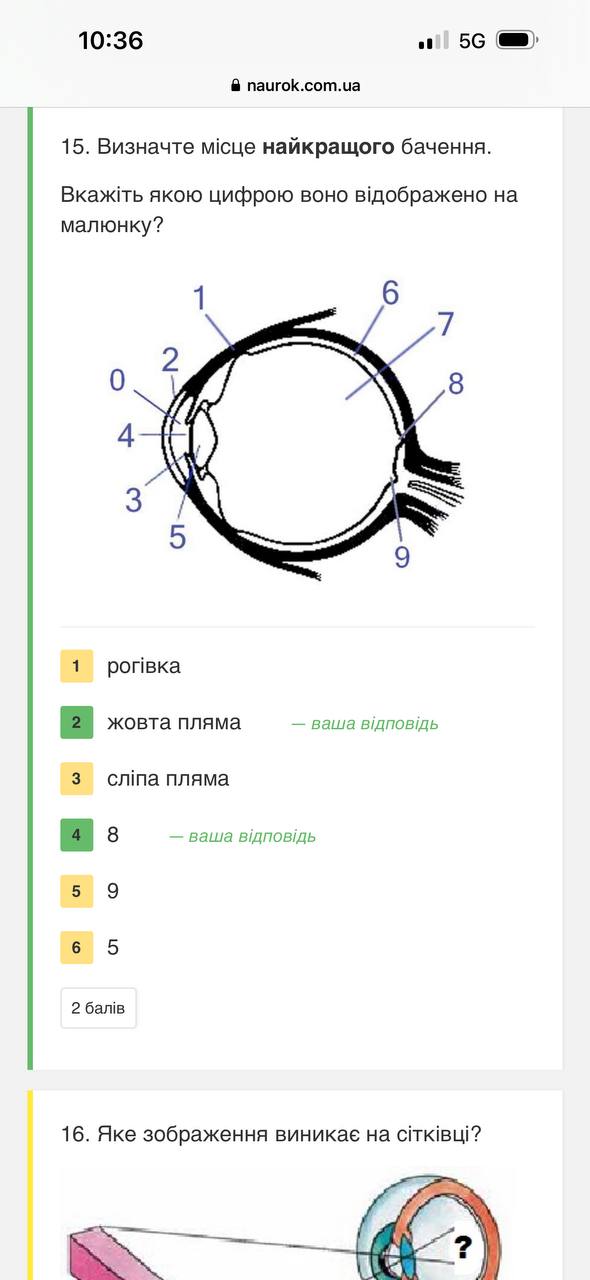 10:36
5G
naurok.com.ua
15. Визначте місце найкращого бачення.
Вкажіть якою цифрою воно відображено на
малюнку?
1
6
7
2
0
8
4
3
5
9
1 рогівка
2 жовта пляма — ваша відповідь
3 сліпа пляма
4 8 — ваша відповідь
5 9
6 5
2 балів
16. Яке зображення виникає на сітківці?
?